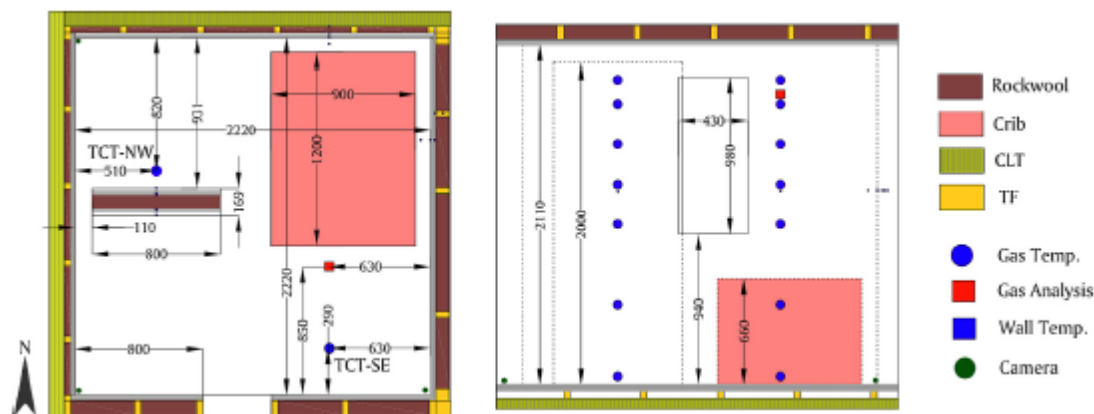 820
931
900
2220
1200
TCT-NW
510
169
110
800
2220
630
850
290
800
630
TCT-SE
N
2110
2000
430
980
940
660
Rockwool
Crib
CLT
TF
Gas Temp.
Gas Analysis
Wall Temp.
Camera